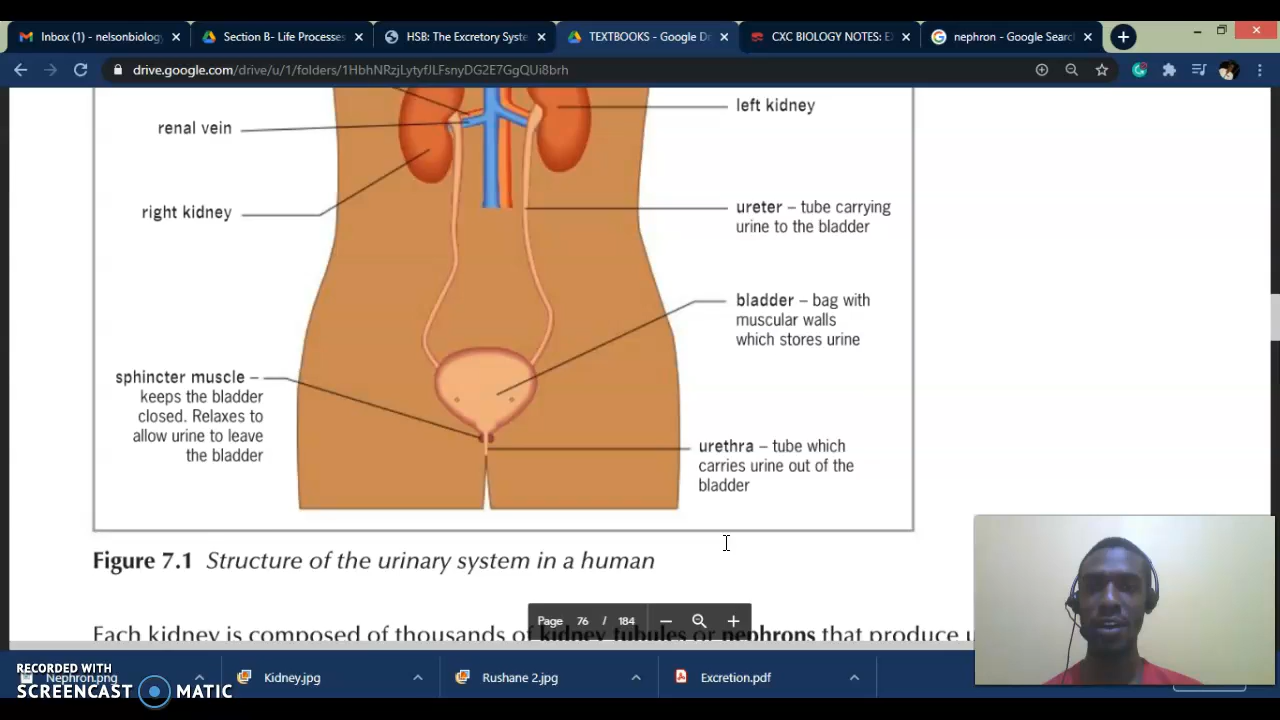 Inbox (1) - nelsonbiology
Section B- Life Processes
HSB: The Excretory Syste
TEXTBOOKS - Google Dr
CXC BIOLOGY NOTES: E
nephron - Google Search
drive.google.com/drive/u/1/folders/1HbhNRzjLytyfJLFsnyDG2E7GgQUi8brh
renal vein
left kidney
right kidney
ureter – tube carrying
urine to the bladder
bladder – bag with
muscular walls
which stores urine
sphincter muscle –
keeps the bladder
closed. Relaxes to
allow urine to leave
the bladder
urethra – tube which
carries urine out of the
bladder
Figure 7.1 Structure of the urinary system in a human
Page 76 / 184
Each kidney is composed of thousands of kidney tubules or nephrons that produce u
RECORDED WITH
SCREENCAST MATIC
Nephron.png
Kidney.jpg
Rushane 2.jpg
Excretion.pdf